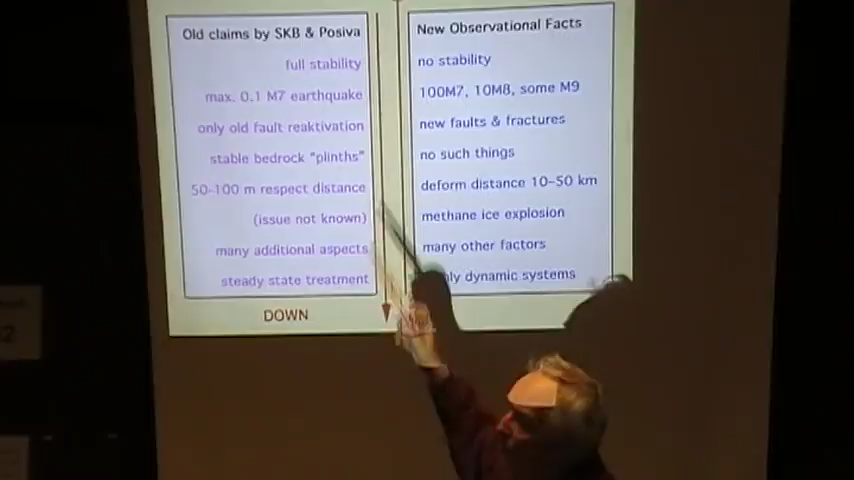 Old claims by SKB & Posiva
full stability
max. 0.1 M7 earthquake
only old fault reaktivation
stable bedrock "plinths"
50-100 m respect distance
(issue not known)
many additional aspects
steady state treatment
DOWN
New Observational Facts
no stability
100M7, 10M8, some M9
new faults & fractures
no such things
deform distance 10–50 km
methane ice explosion
many other factors
dynamic systems